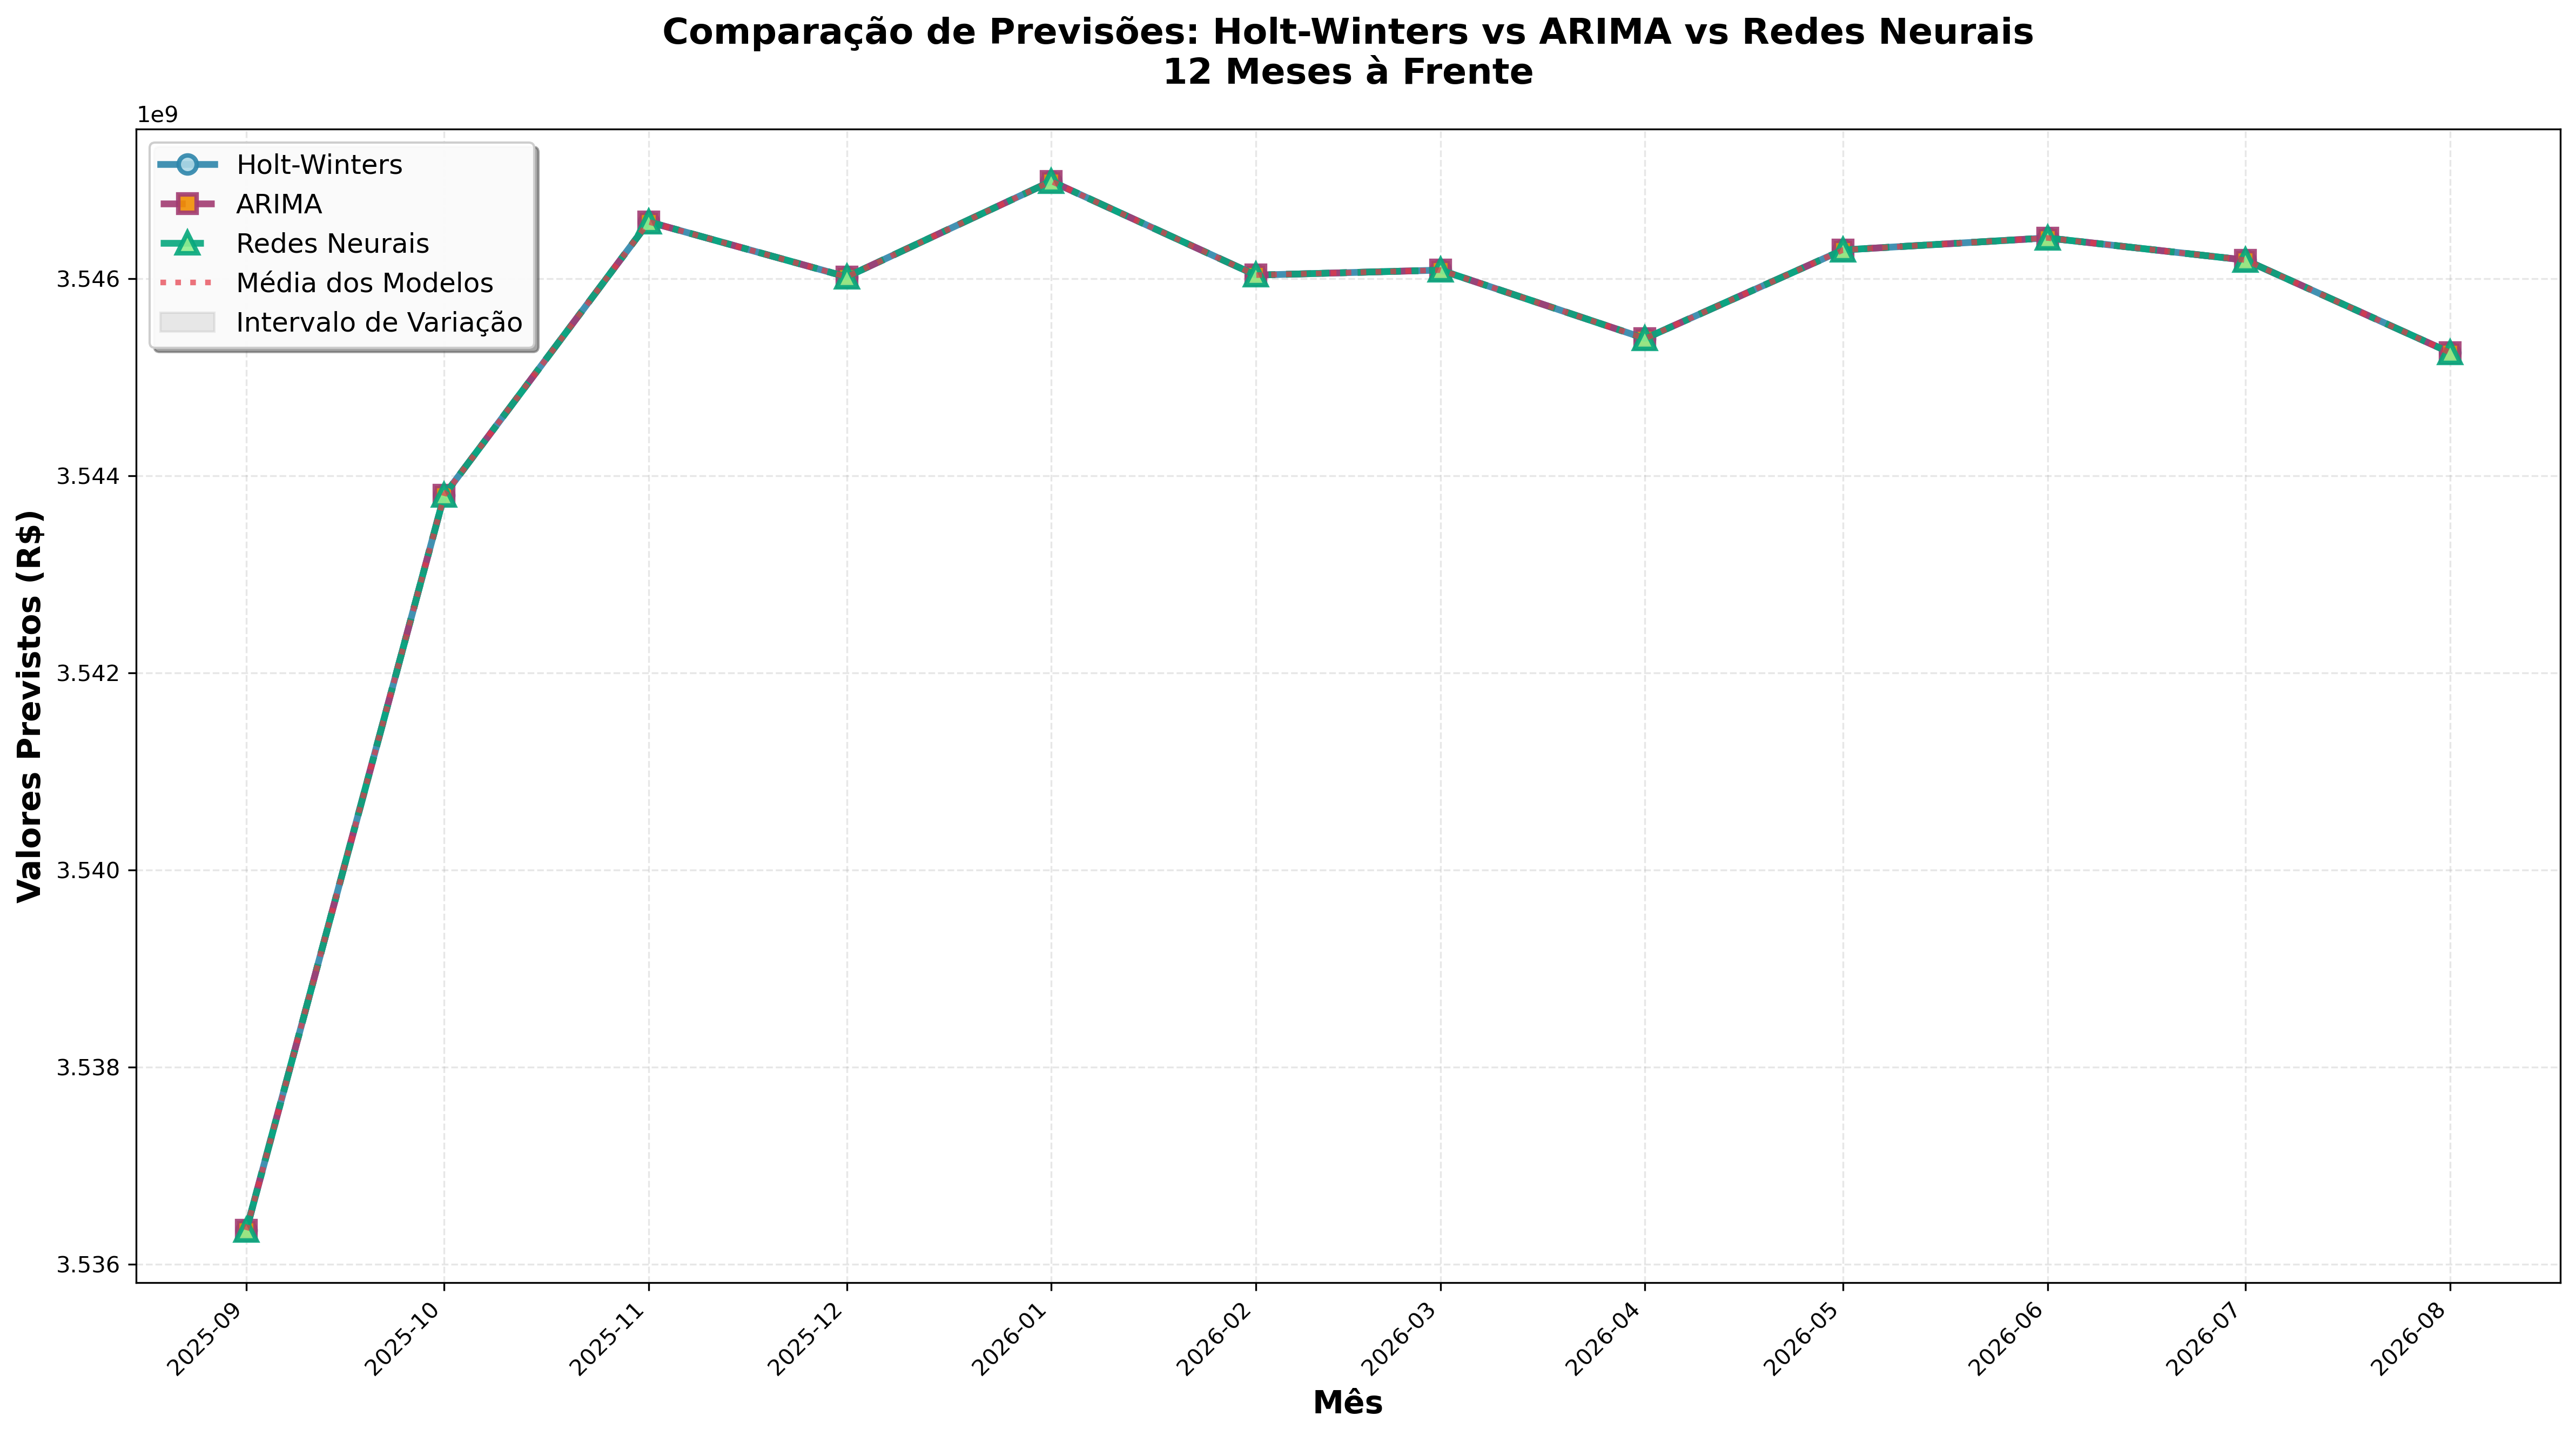 Comparação de Previsões: Holt-Winters vs ARIMA vs Redes Neurais
12 Meses à Frente
1e9
Holt-Winters
ARIMA
Redes Neurais
Média dos Modelos
Intervalo de Variação
3.546
3.544
3.542
3.540
3.538
3.536
Valores Previstos (R$)
2025-09
2025-10
2025-11
2025-12
2026-01
2026-02
2026-03
2026-04
2026-05
2026-06
2026-07
2026-08
Mês